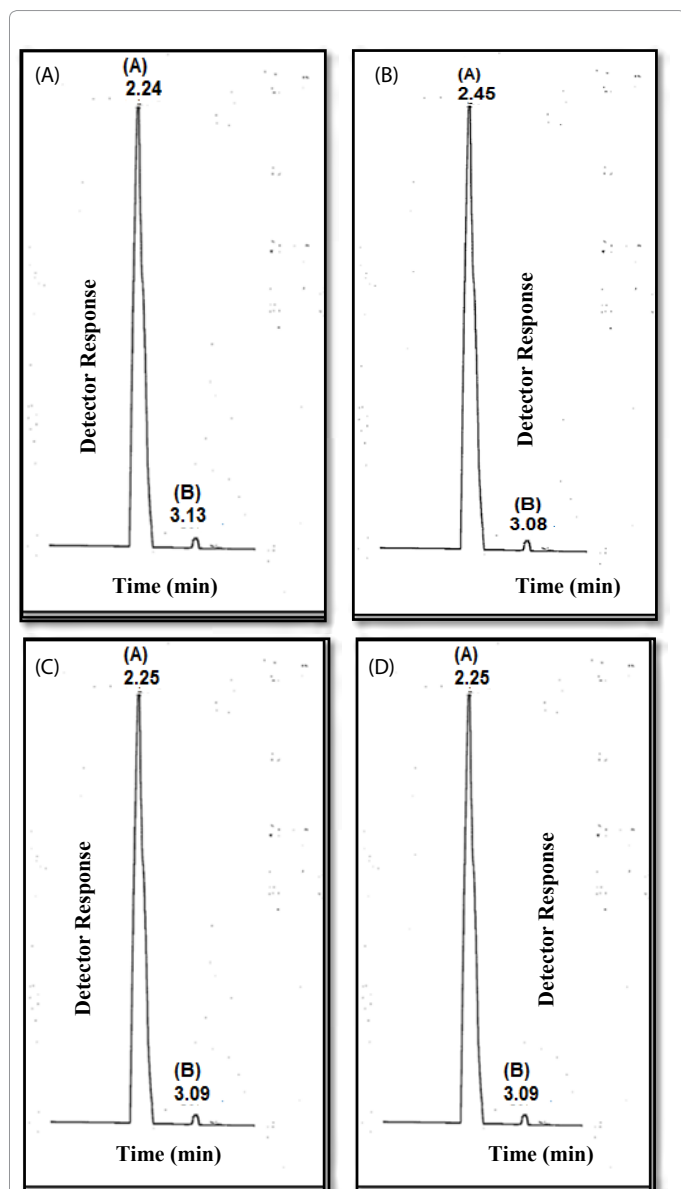 (A)
(A)
2.24
Detector Response
(B)
3.13
Time (min)
(B)
(A)
2.45
Detector Response
(B)
3.08
Time (min)
(C)
(A)
2.25
Detector Response
(B)
3.09
Time (min)
(D)
(A)
2.25
Detector Response
(B)
3.09
Time (min)